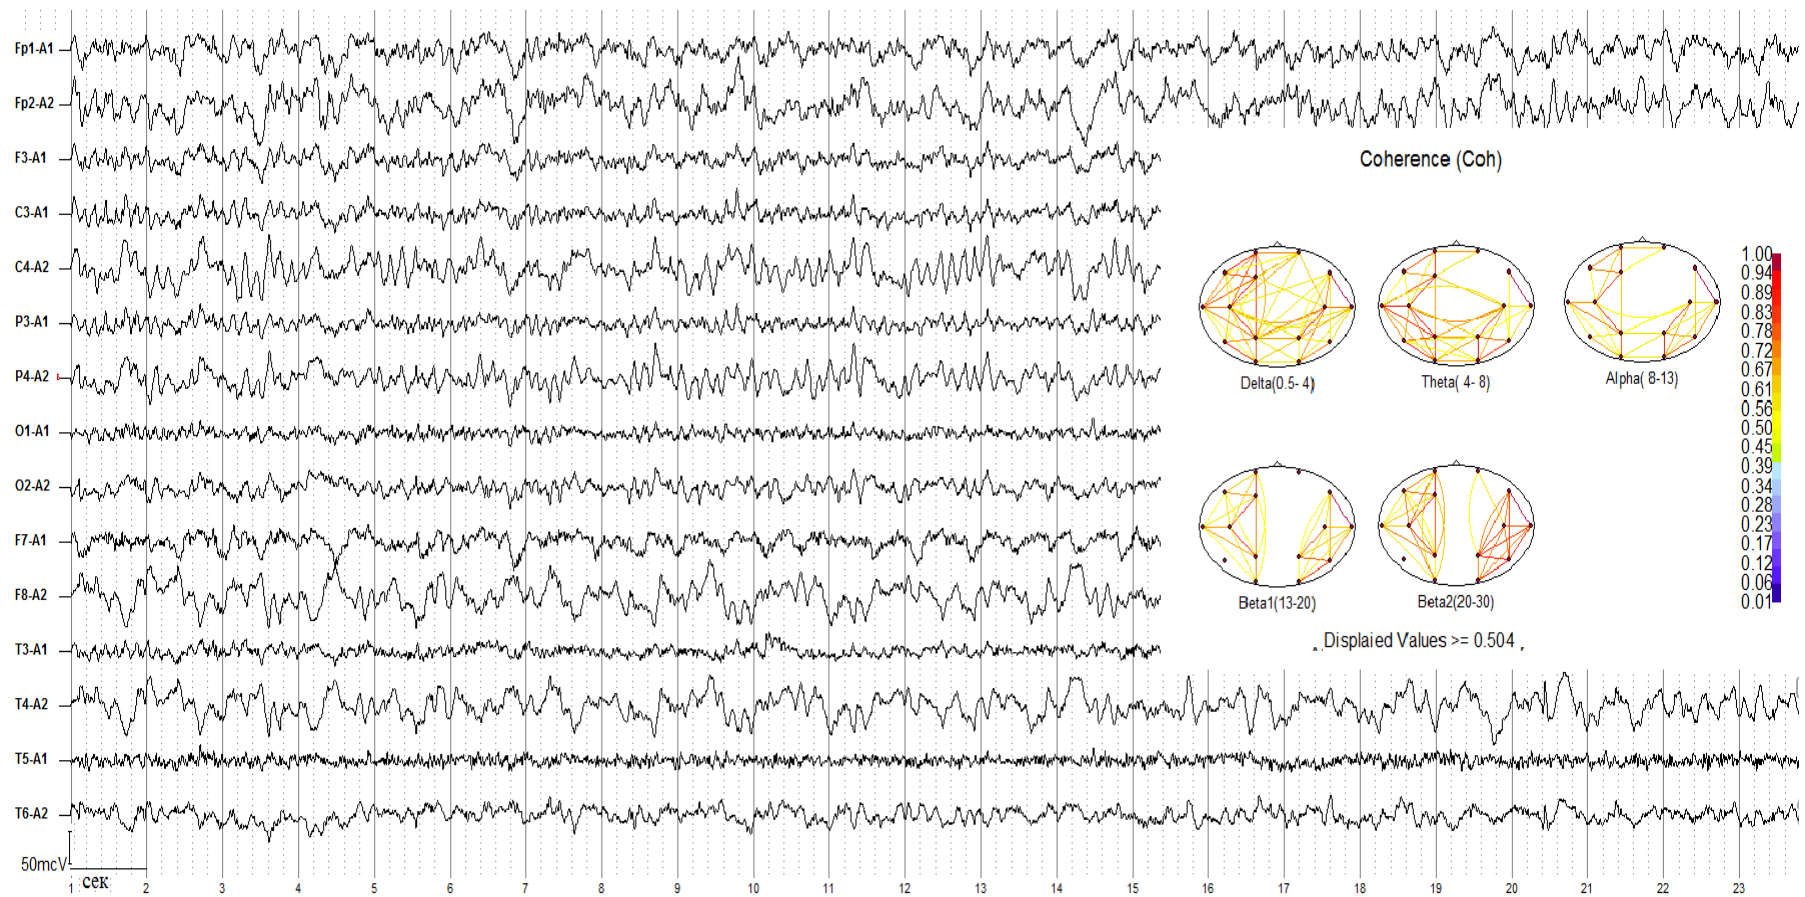 Fp1-A1
Fp2-A2
F3-A1
C3-A1
C4-A2
P3-A1
P4-A2
O1-A1
O2-A2
F7-A1
F8-A2
T3-A1
T4-A2
T5-A1
T6-A2
50mcV
сек
1 2 3 4 5 6 7 8 9 10 11 12 13 14 15 16 17 18 19 20 21 22 23
Coherence (Coh)
Delta(0.5- 4)
Theta( 4- 8)
Alpha( 8-13)
Beta1(13-20)
Beta2(20-30)
Displaied Values >= 0.504
1.00
0.94
0.89
0.83
0.78
0.72
0.67
0.61
0.56
0.50
0.45
0.39
0.34
0.28
0.23
0.17
0.12
0.06
0.01